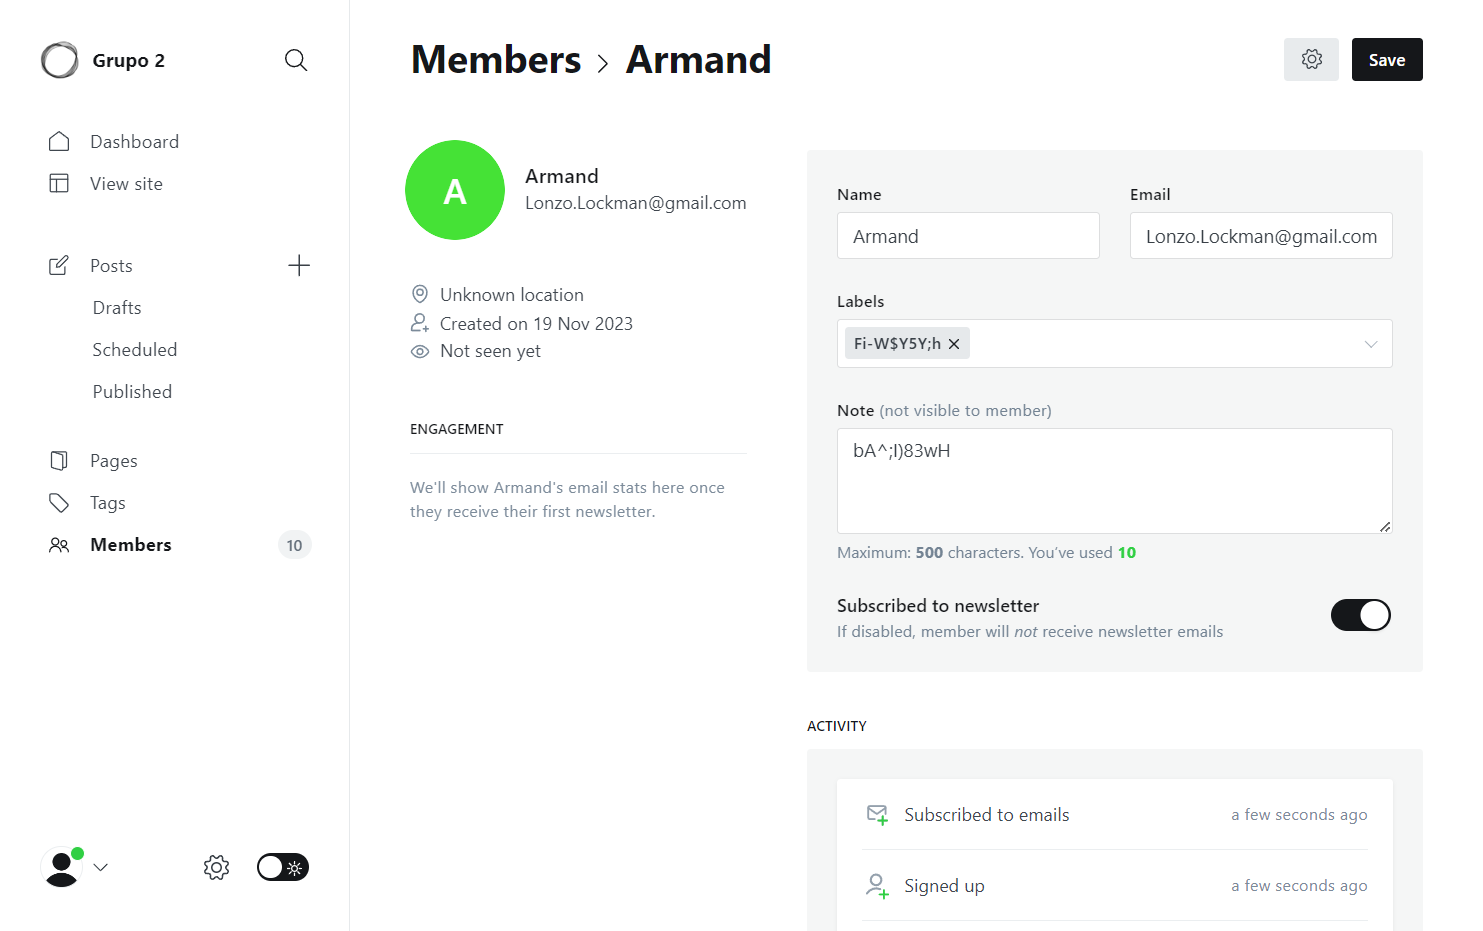 Grupo 2
Dashboard
View site
Posts
Drafts
Scheduled
Published
Pages
Tags
Members
10
Members
Armand
Save
A
Armand
Lonzo.Lockman@gmail.com
Unknown location
Created on 19 Nov 2023
Not seen yet
ENGAGEMENT
We'll show Armand's email stats here once
they receive their first newsletter.
Name
Email
Armand
Lonzo.Lockman@gmail.com
Labels
Fi-W$Y5Y;h
Note (not visible to member)
bA^;I)83wH
Maximum: 500 characters. You’ve used 10
Subscribed to newsletter
If disabled, member will not receive newsletter emails
ACTIVITY
Subscribed to emails
a few seconds ago
Signed up
a few seconds ago